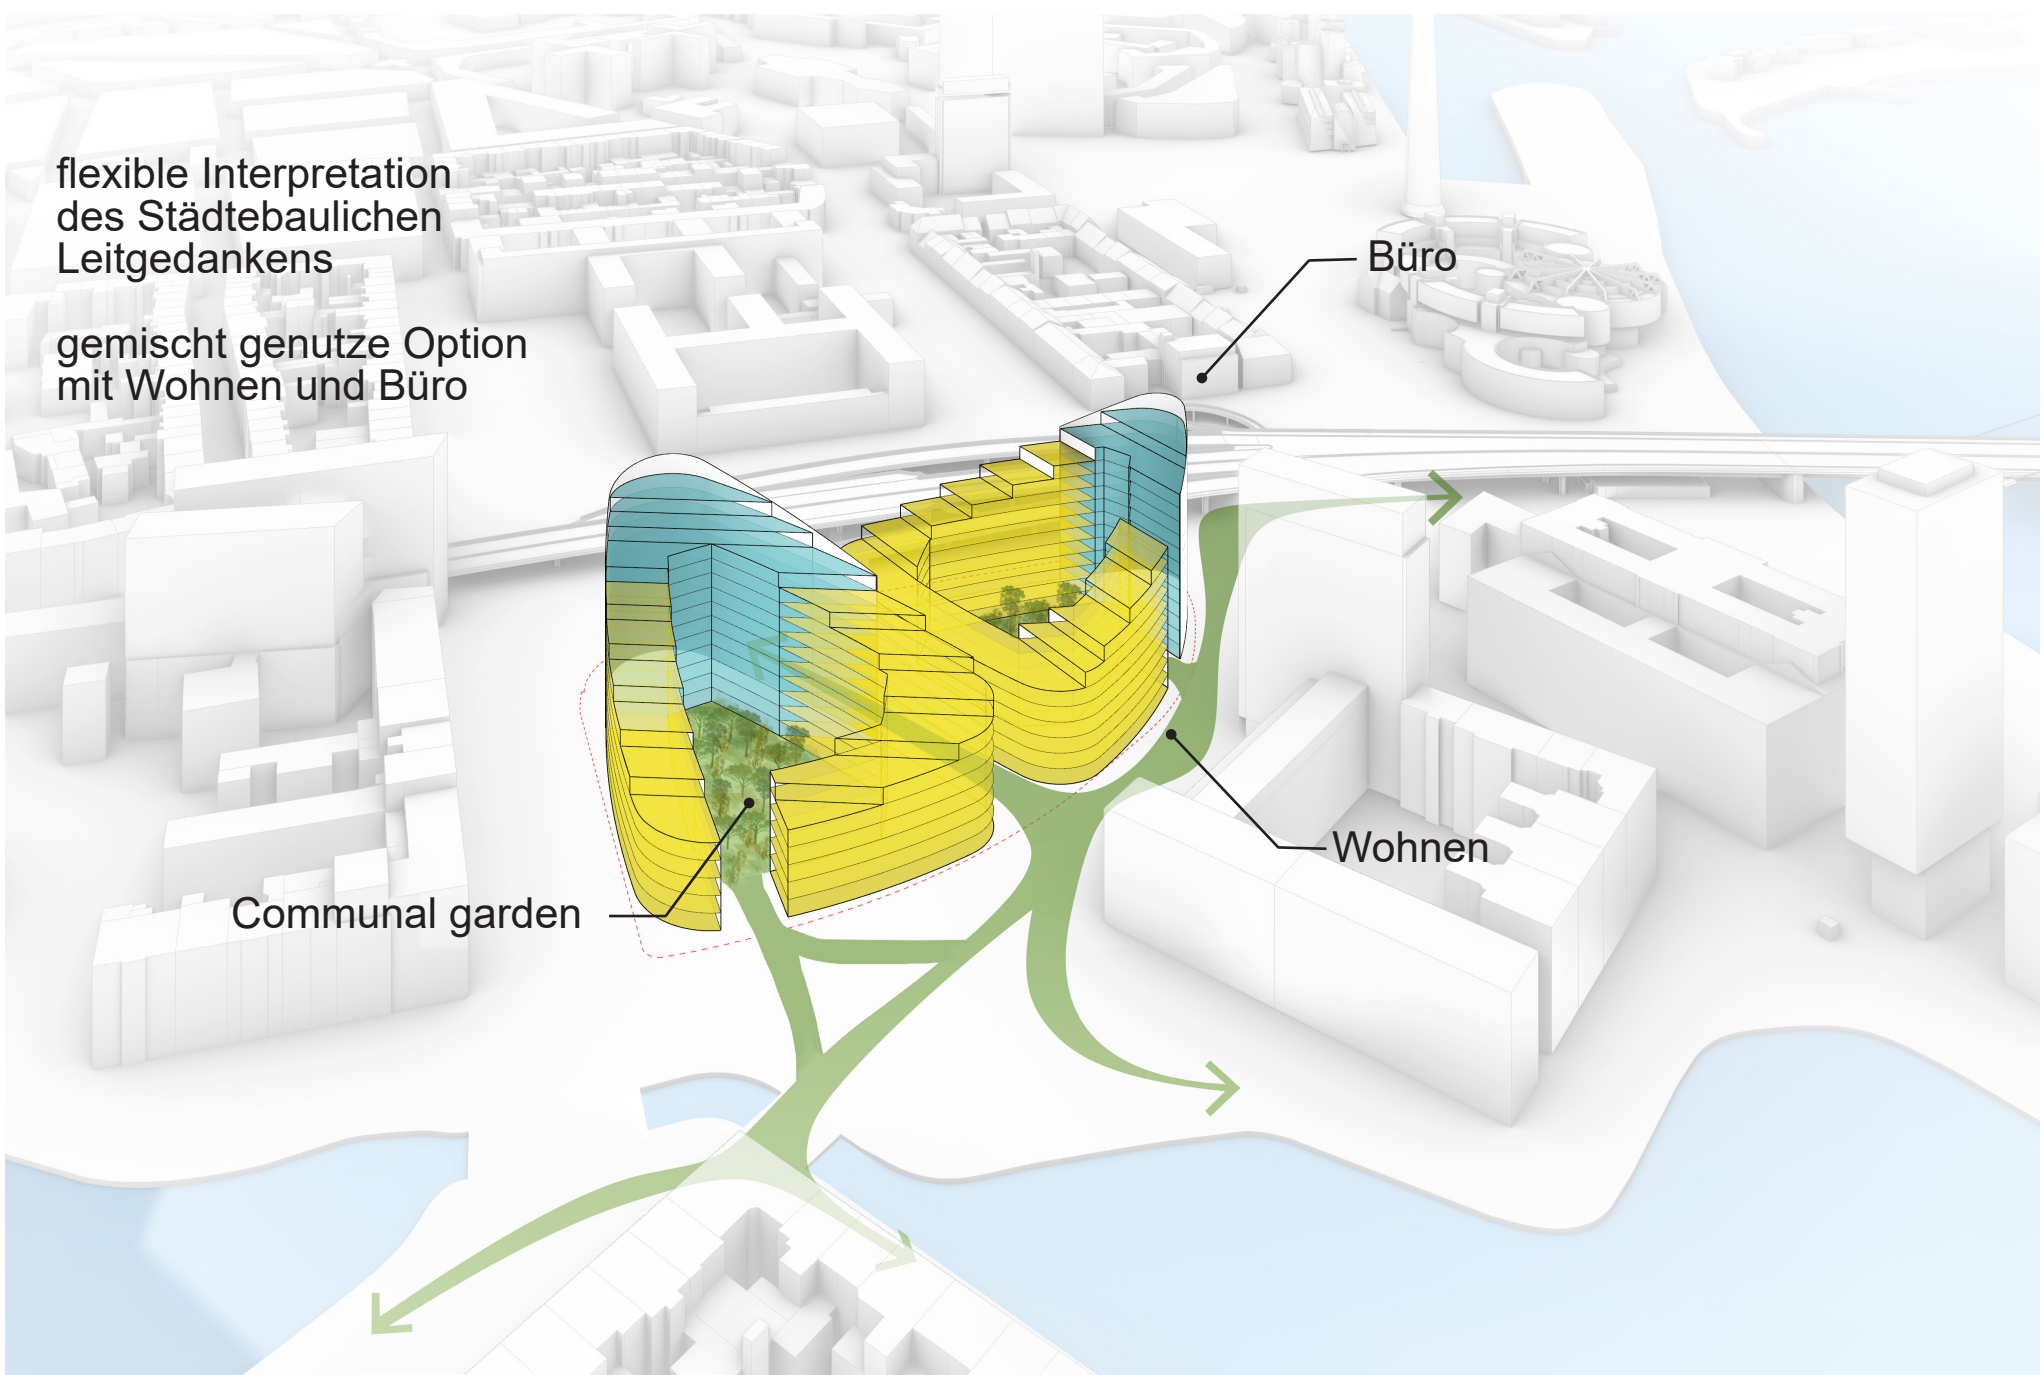 flexible Interpretation
des Städtebaulichen
Leitgedankens
gemischt genutze Option
mit Wohnen und Büro
Büro
Wohnen
Communal garden